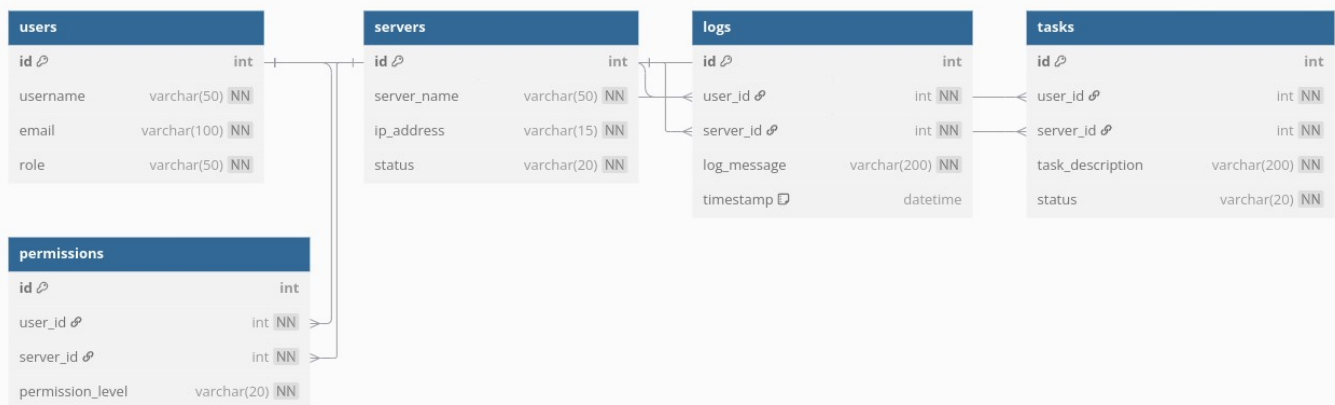 users
id int
username varchar(50) NN
email varchar(100) NN
role varchar(50) NN
servers
id int
server_name varchar(50) NN
ip_address varchar(15) NN
status varchar(20) NN
logs
id int
user_id int NN
server_id int NN
log_message varchar(200) NN
timestamp datetime
tasks
id int
user_id int NN
server_id int NN
task_description varchar(200) NN
status varchar(20) NN
permissions
id int
user_id int NN
server_id int NN
permission_level varchar(20) NN